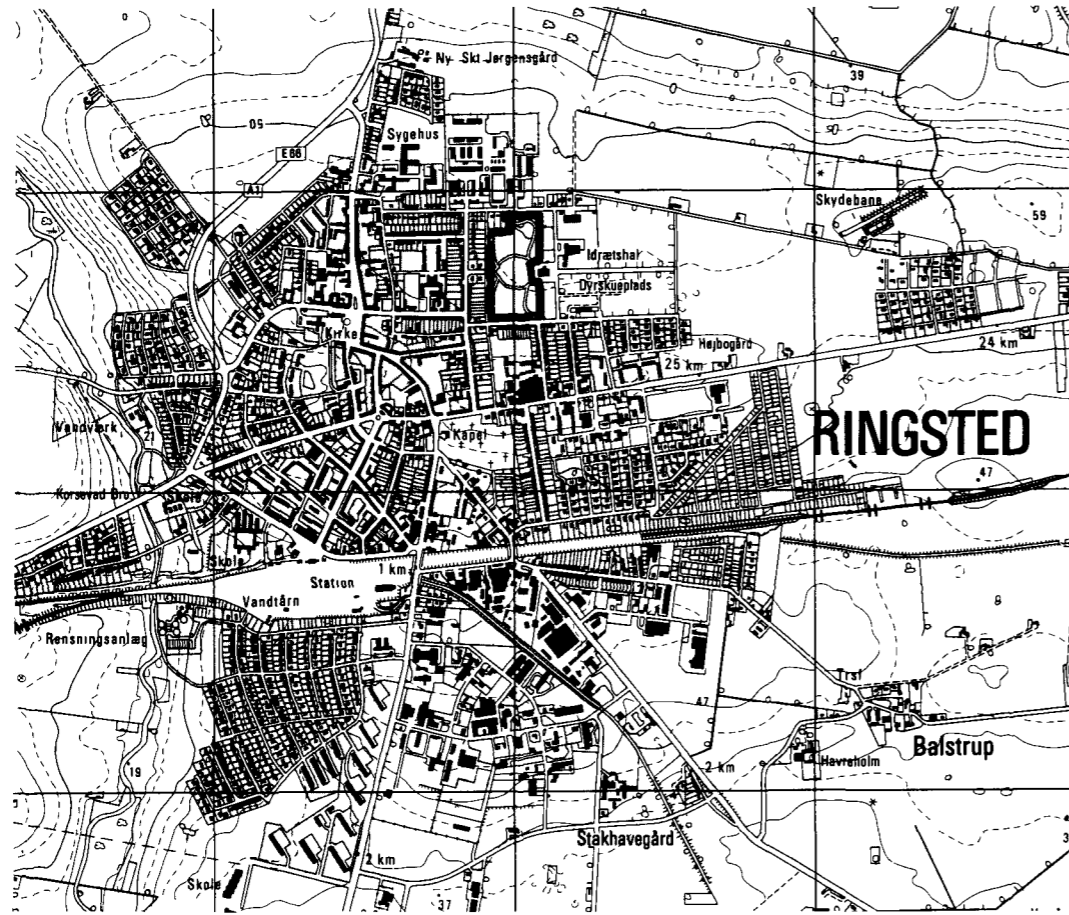 Ny Skt Jørgensgård
39
50
Sygehus
E66
A1
Skydebane
59
Idrætshal
Dyrskueplads
Kirke
Højbogård
24 km
25 km
Vandværk
21
Kapel
RINGSTED
47
Korsevad Bro
Skole
Skole
1 km
Station
Vandtårn
8
Rensningsanlæg
Trsf
47
Balstrup
Havreholm
2 km
19
Stakhavegård
2 km
Skole
37